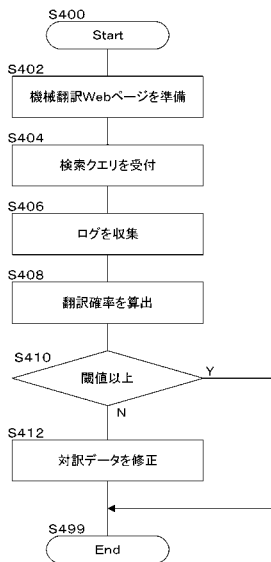 S400
Start
S402
機械翻訳Webページを準備
S404
検索クエリを受付
S406
ログを収集
S408
翻訳確率を算出
S410
閾値以上
Y
N
S412
対訳データを修正
S499
End